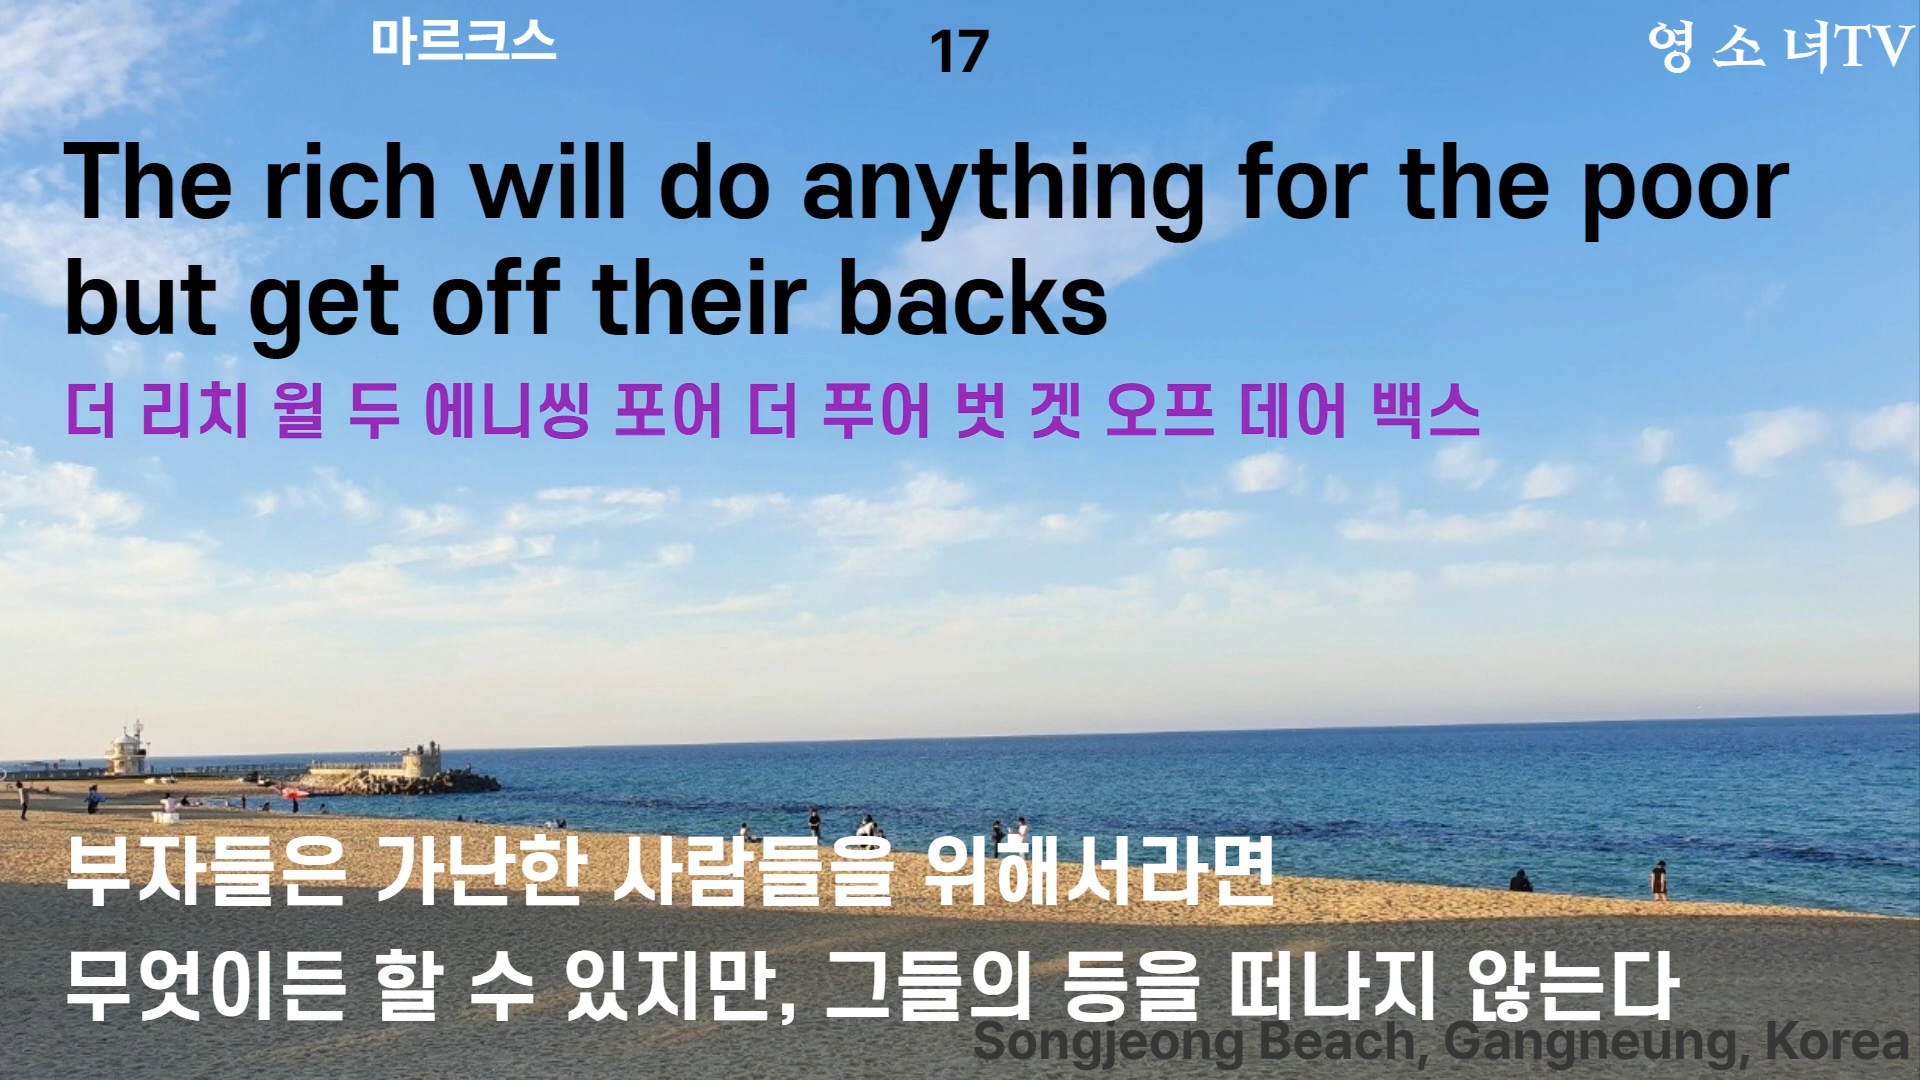 마르크스
17
영 소 녀TV
The rich will do anything for the poor
but get off their backs
더 리치 윌 두 에니씽 포어 더 푸어 벗 겟 오프 데어 백스
부자들은 가난한 사람들을 위해서라면
무엇이든 할 수 있지만, 그들의 등을 떠나지 않는다
Songjeong Beach, Gangneung, Korea